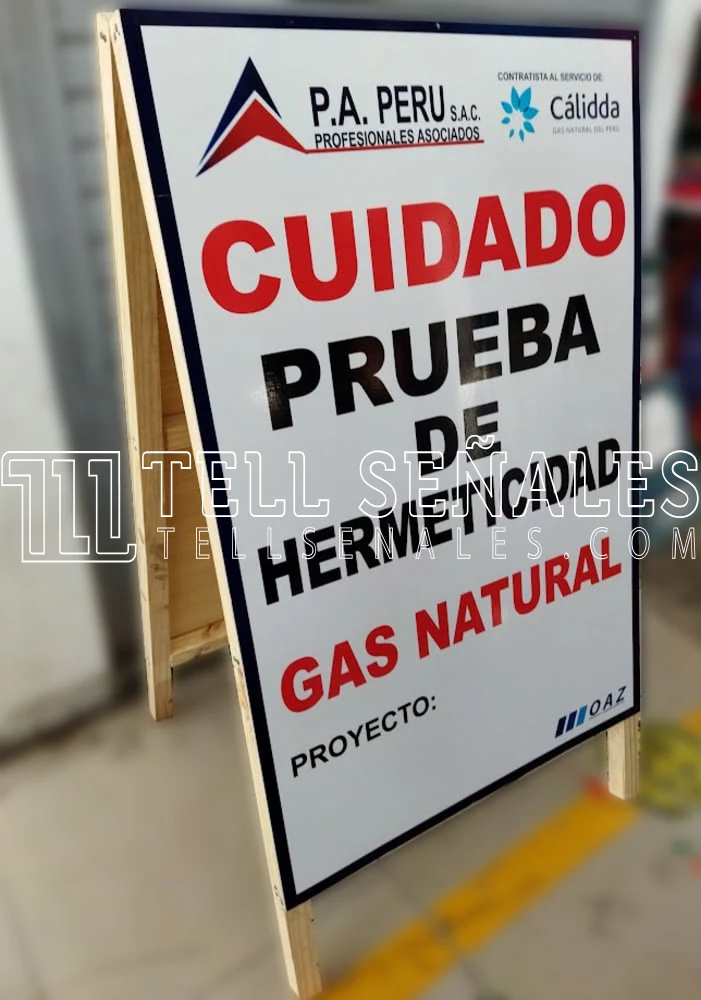 P.A. PERU S.A.C.
PROFESIONALES ASOCIADOS
CONTRATISTA AL SERVICIO DE:
Cálidda
GAS NATURAL DEL PERU
CUIDADO
PRUEBA
DE
HERMETICIDAD
TELL SEÑALES
TELLSENALES.COM
GAS NATURAL
PROYECTO:
OAZ